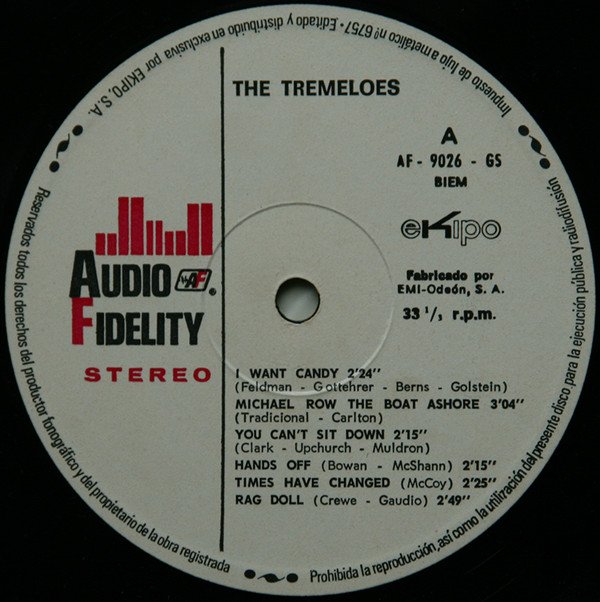 Impuesto de lujo a metálico nº 6757 • Editado y distribuido en exclusiva por EKIPO, S.A.
THE TREMELOES
A
AF - 9026 - GS
BIEM
ekipo
AUDIO AF ®
FIDELITY
STEREO
Fabricado por
EMI-Odeón, S. A.
33 1/3 r.p.m.
I WANT CANDY 2'24''
(Feldman - Gottehrer - Berns - Golstein)
MICHAEL ROW THE BOAT ASHORE 3'04''
(Tradicional - Carlton)
YOU CAN'T SIT DOWN 2'15''
(Clark - Upchurch - Muldron)
HANDS OFF (Bowan - McShann) 2'15''
TIMES HAVE CHANGED (McCoy) 2'25''
RAG DOLL (Crewe - Gaudio) 2'49''
Reservados todos los derechos del productor fonográfico y del propietario de la obra registrada
Prohibida la reproducción, así como la utilización del presente disco, para la ejecución pública y radiodifusión